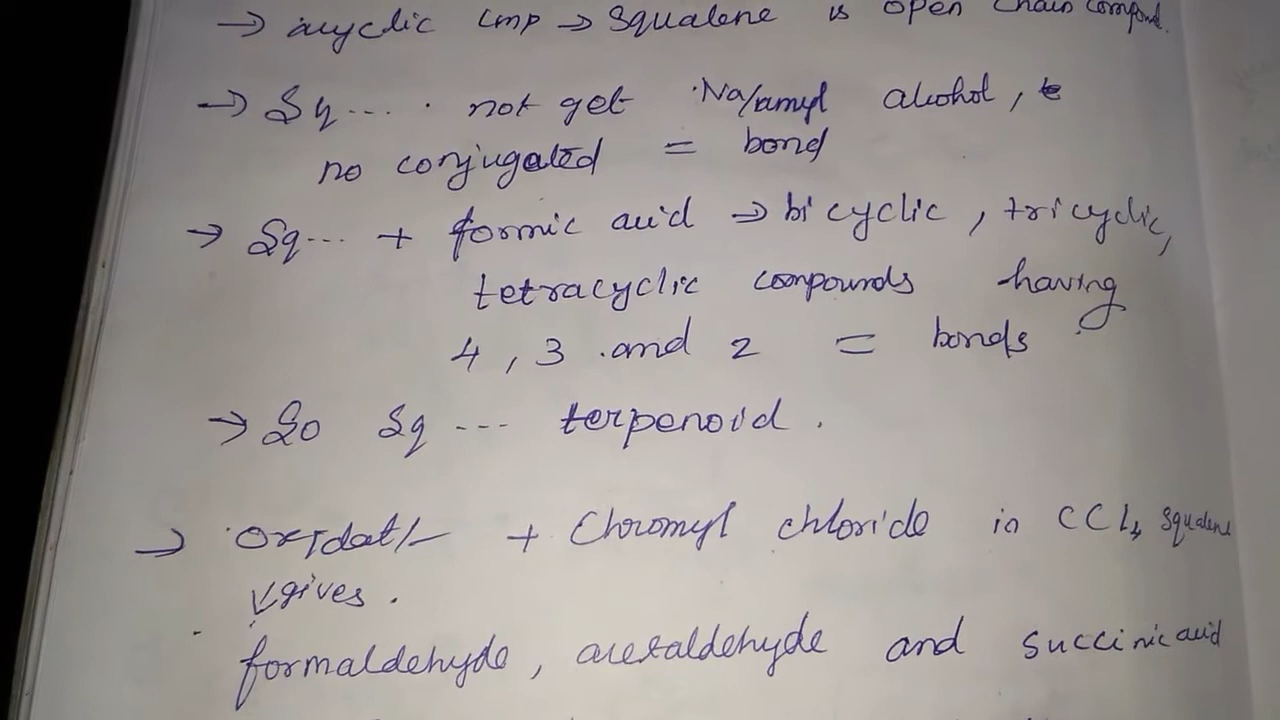 → acyclic cmp → Squalene is open chain compound.
→ Sq.... . not get Na/amyl alcohol,
no conjugated = bond
→ Sq... + formic acid → bicyclic, tricyclic,
tetracyclic compounds having
4, 3 and 2 = bonds
→ So Sq --- terpenoid.
→ oxidat/- + Chromyl chloride in CCl4 Squalene
gives.
formaldehyde, acetaldehyde and succinic acid